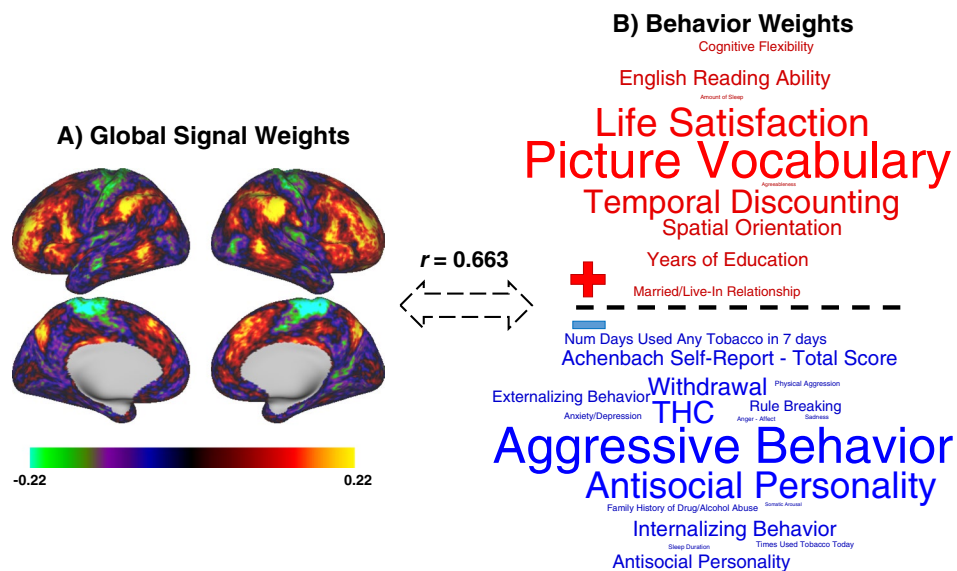 A) Global Signal Weights
-0.22
0.22
r = 0.663
B) Behavior Weights
Cognitive Flexibility
English Reading Ability
Amount of Sleep
Life Satisfaction
Picture Vocabulary
Agreeableness
Temporal Discounting
Spatial Orientation
Years of Education
Married/Live-In Relationship
Num Days Used Any Tobacco in 7 days
Achenbach Self-Report - Total Score
Withdrawal
Physical Aggression
Externalizing Behavior
THC
Rule Breaking
Anxiety/Depression
Anger - Affect
Sadness
Aggressive Behavior
Antisocial Personality
Family History of Drug/Alcohol Abuse
Somatic Arousal
Internalizing Behavior
Sleep Duration
Times Used Tobacco Today
Antisocial Personality